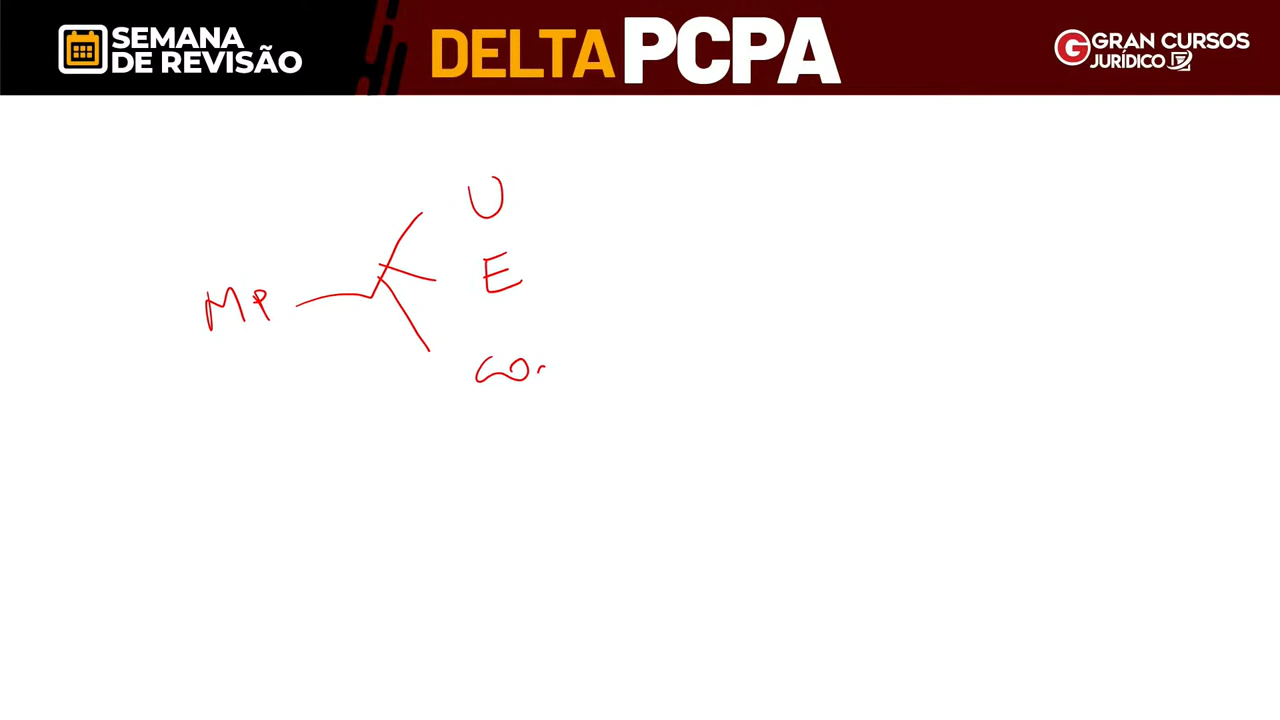 SEMANA
DE REVISÃO
DELTA PCPA
GRAN CURSOS
JURÍDICO
U
E
MP